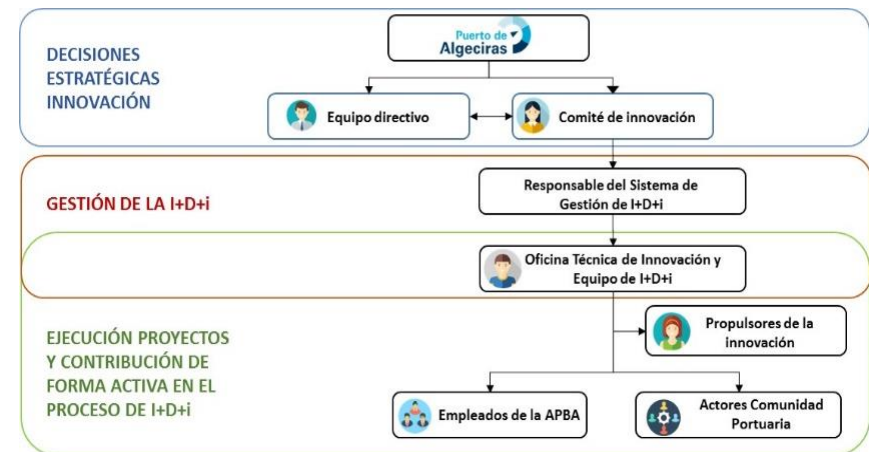 Puerto de
Algeciras
DECISIONES
ESTRATÉGICAS
INNOVACIÓN
Equipo directivo
Comité de innovación
GESTIÓN DE LA I+D+i
Responsable del Sistema de
Gestión de I+D+i
Oficina Técnica de Innovación y
Equipo de I+D+i
EJECUCIÓN PROYECTOS
Y CONTRIBUCIÓN DE
FORMA ACTIVA EN EL
PROCESO DE I+D+i
Propulsores de la
innovación
Empleados de la APBA
Actores Comunidad
Portuaria